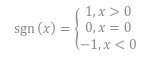 1, x > 0
sgn (x) = { 0, x = 0
−1, x < 0